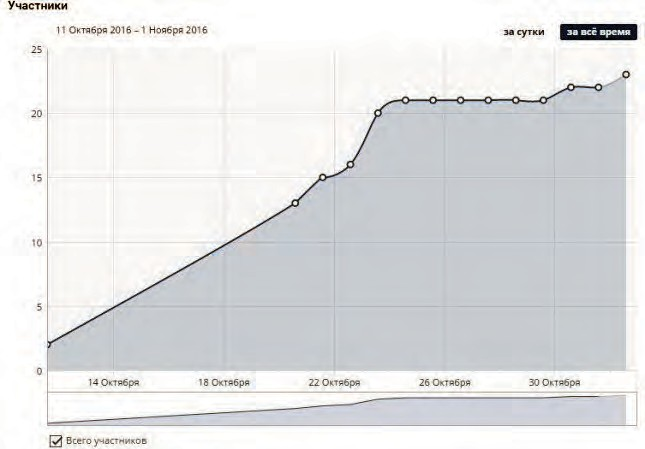 Участники
11 Октября 2016 – 1 Ноября 2016
за сутки
за всё время
25
20
15
10
5
0
14 Октября 18 Октября 22 Октября 26 Октября 30 Октября
Всего участников